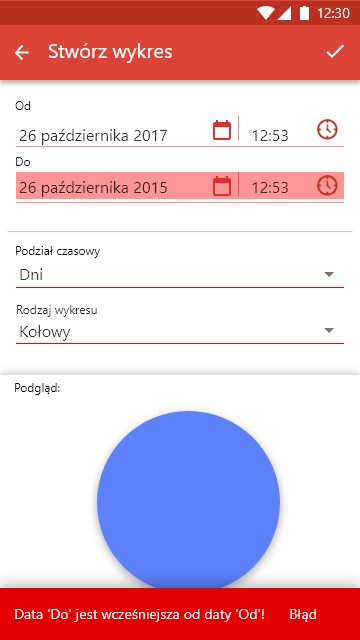 12:30
Stwórz wykres
Od
26 października 2017 12:53
Do
26 października 2015 12:53
Podział czasowy
Dni
Rodzaj wykresu
Kołowy
Podgląd:
Data 'Do' jest wcześniejsza od daty 'Od'! Błąd